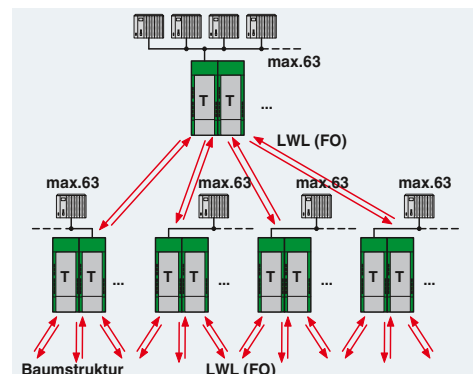 max.63
T T ...
LWL (FO)
max.63 max.63 max.63 max.63
T T ... T T ... T T ... T T ...
Baumstruktur LWL (FO)